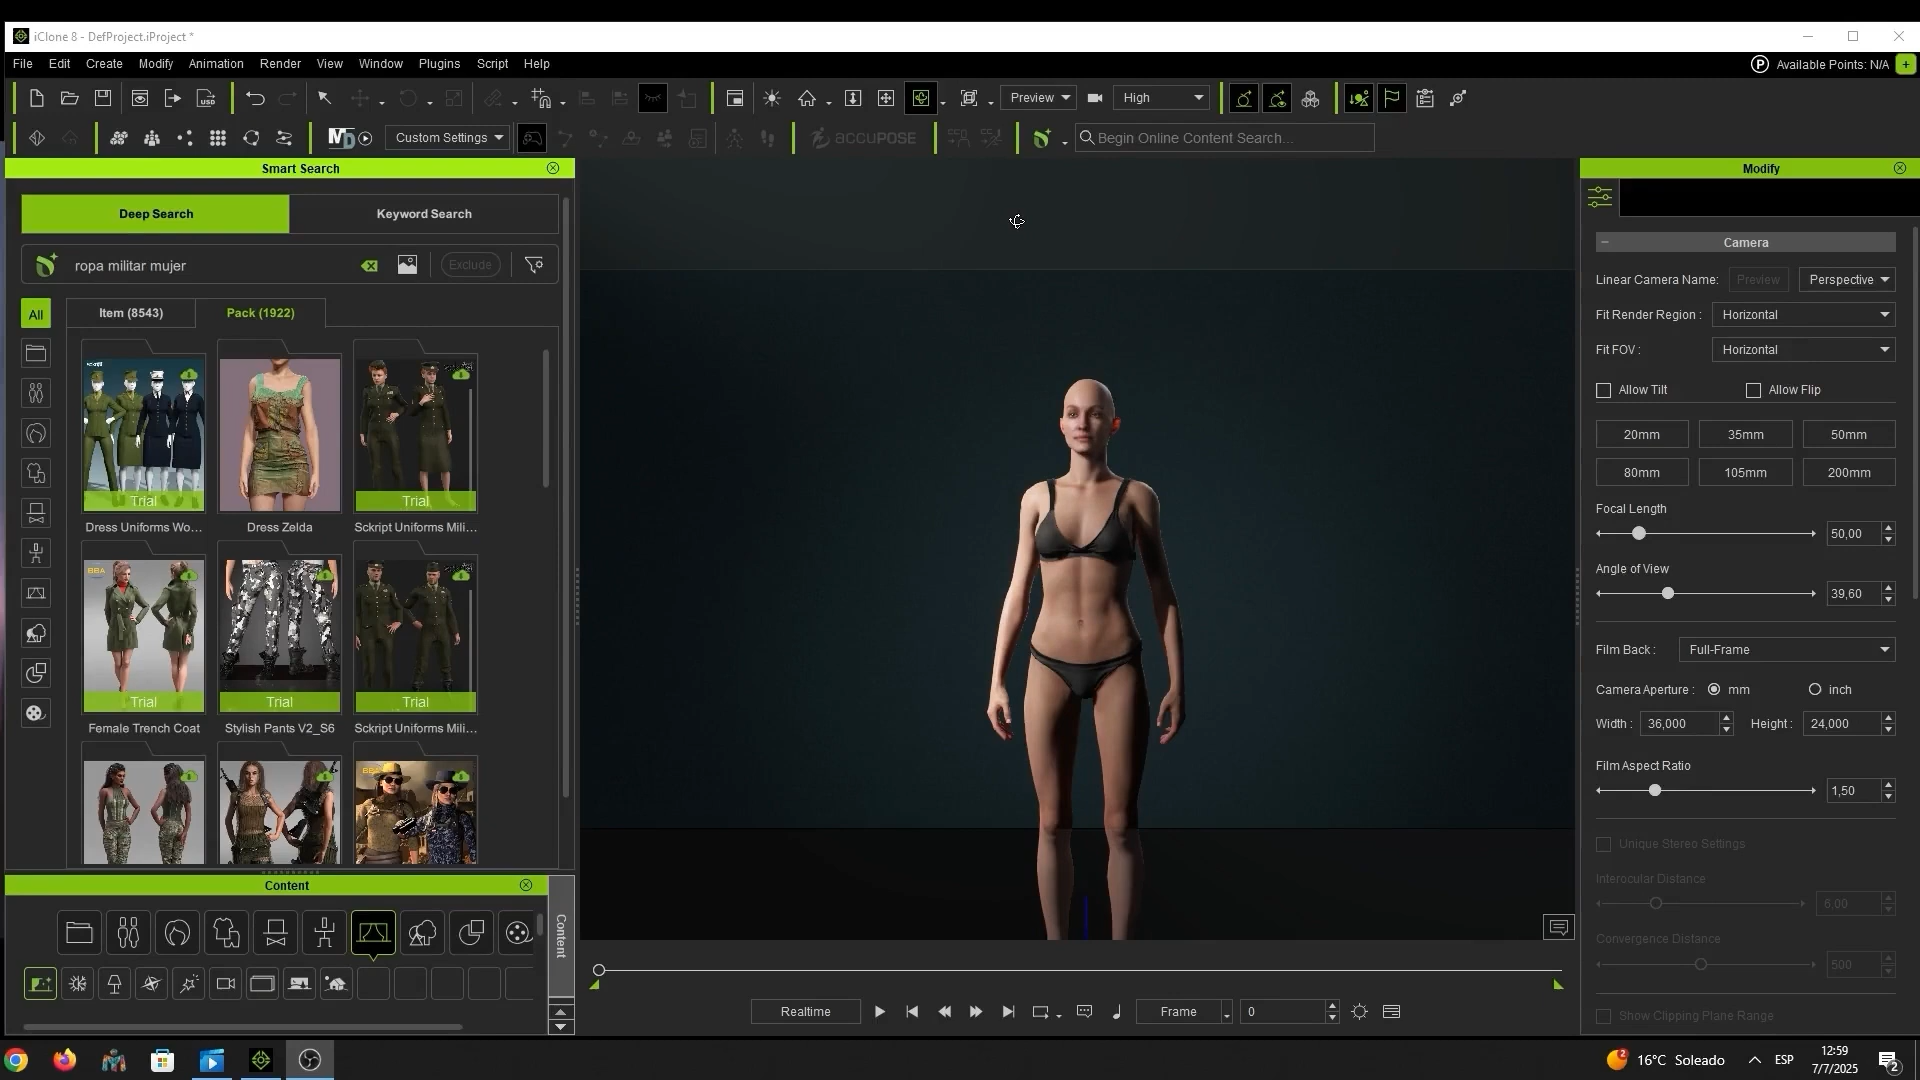 iClone 8 - DefProject.iProject *
File Edit Create Modify Animation Render View Window Plugins Script Help
Available Points: N/A
USD
Preview
High
MD
Custom Settings
ACCUPOSE
Begin Online Content Search...
Smart Search
Deep Search
Keyword Search
ropa militar mujer
Exclude
All
Item (8543)
Pack (1922)
Trial
Trial
Dress Uniforms Wo...
Dress Zelda
Sckript Uniforms Mili...
BBA
Trial
Trial
Trial
Female Trench Coat
Stylish Pants V2_S6
Sckript Uniforms Mili...
BBA
Content
Content
Realtime
Frame
0
Modify
Camera
Linear Camera Name:
Preview
Perspective
Fit Render Region :
Horizontal
Fit FOV :
Horizontal
Allow Tilt
Allow Flip
20mm
35mm
50mm
80mm
105mm
200mm
Focal Length
50,00
Angle of View
39,60
Film Back :
Full-Frame
Camera Aperture :
mm
inch
Width :
36,000
Height :
24,000
Film Aspect Ratio
1,50
Unique Stereo Settings
Interocular Distance
6,00
Convergence Distance
500
Show Clipping Plane Range
2
16°C Soleado
ESP
12:59
7/7/2025
2